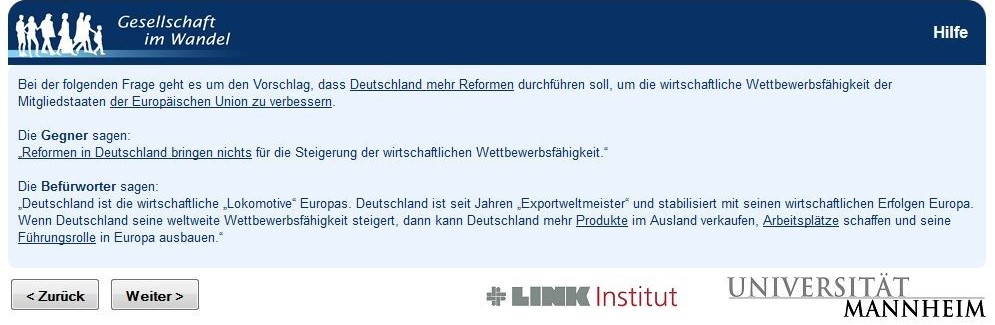 Gesellschaft
im Wandel
Hilfe
Bei der folgenden Frage geht es um den Vorschlag, dass Deutschland mehr Reformen durchführen soll, um die wirtschaftliche Wettbewerbsfähigkeit der
Mitgliedstaaten der Europäischen Union zu verbessern.
Die Gegner sagen:
„Reformen in Deutschland bringen nichts für die Steigerung der wirtschaftlichen Wettbewerbsfähigkeit.“
Die Befürworter sagen:
„Deutschland ist die wirtschaftliche „Lokomotive“ Europas. Deutschland ist seit Jahren „Exportweltmeister“ und stabilisiert mit seinen wirtschaftlichen Erfolgen Europa.
Wenn Deutschland seine weltweite Wettbewerbsfähigkeit steigert, dann kann Deutschland mehr Produkte im Ausland verkaufen, Arbeitsplätze schaffen und seine
Führungsrolle in Europa ausbauen.“
< Zurück
Weiter >
LINK Institut
UNIVERSITÄT
MANNHEIM